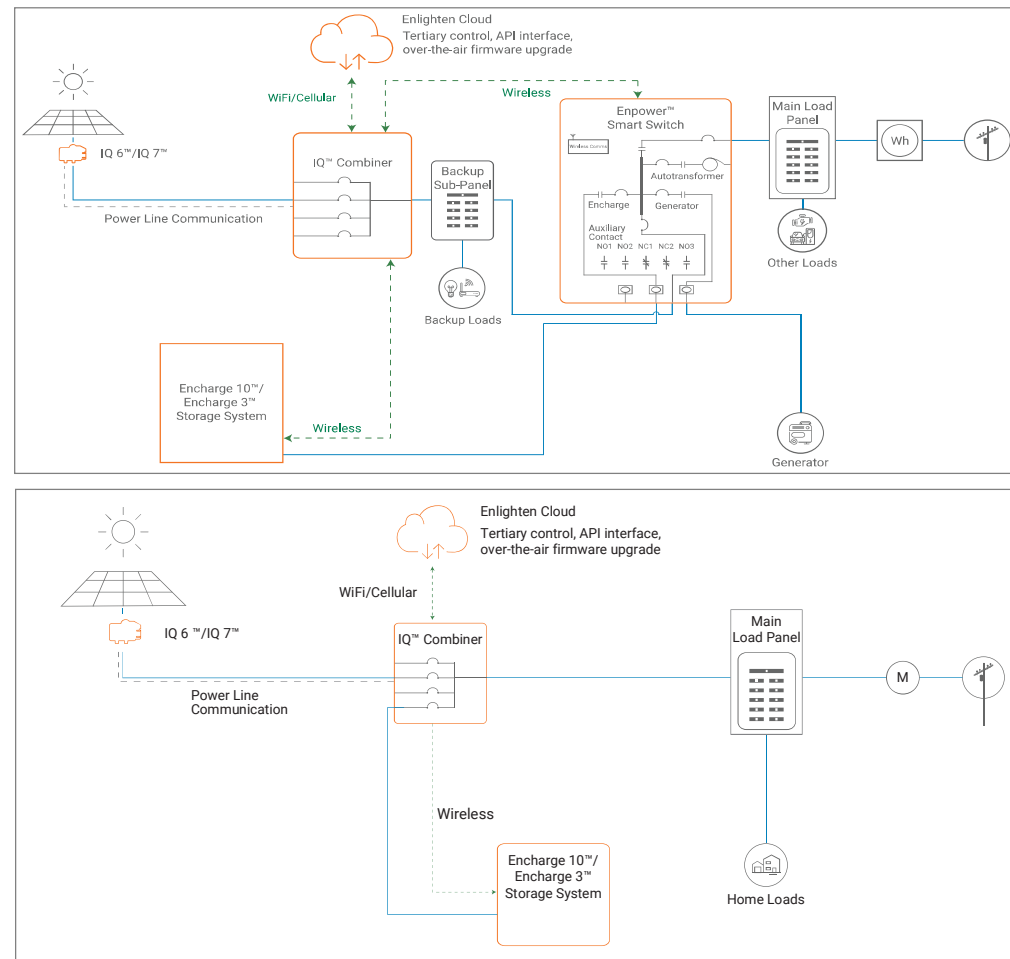 Enlighten Cloud
Tertiary control, API interface,
over-the-air firmware upgrade
WiFi/Cellular
Wireless
IQ 6™/IQ 7™
Power Line Communication
IQ™ Combiner
Backup
Sub-Panel
Backup Loads
Enpower™
Smart Switch
Wireless Comms
Autotransformer
Encharge
Generator
Auxiliary
Contact
NO1 NO2 NC1 NC2 NO3
Main Load
Panel
Wh
Other Loads
Encharge 10™/
Encharge 3™
Storage System
Wireless
Generator
Enlighten Cloud
Tertiary control, API interface,
over-the-air firmware upgrade
WiFi/Cellular
IQ 6 ™/IQ 7™
Power Line
Communication
IQ™ Combiner
Main
Load Panel
M
Wireless
Encharge 10™/
Encharge 3™
Storage System
Home Loads